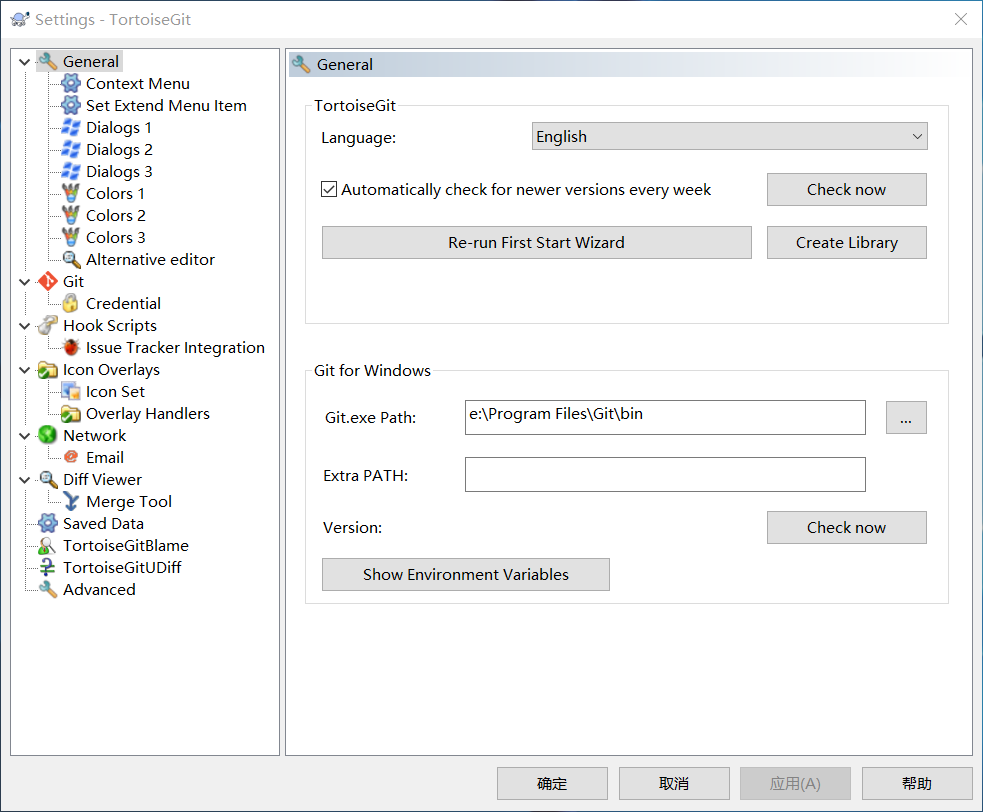 Settings - TortoiseGit
General
Context Menu
Set Extend Menu Item
Dialogs 1
Dialogs 2
Dialogs 3
Colors 1
Colors 2
Colors 3
Alternative editor
Git
Credential
Hook Scripts
Issue Tracker Integration
Icon Overlays
Icon Set
Overlay Handlers
Network
Email
Diff Viewer
Merge Tool
Saved Data
TortoiseGitBlame
TortoiseGitUDiff
Advanced
General
TortoiseGit
Language: English
Automatically check for newer versions every week Check now
Re-run First Start Wizard Create Library
Git for Windows
Git.exe Path: e:\Program Files\Git\bin ...
Extra PATH:
Version: Check now
Show Environment Variables
确定 取消 应用(A) 帮助